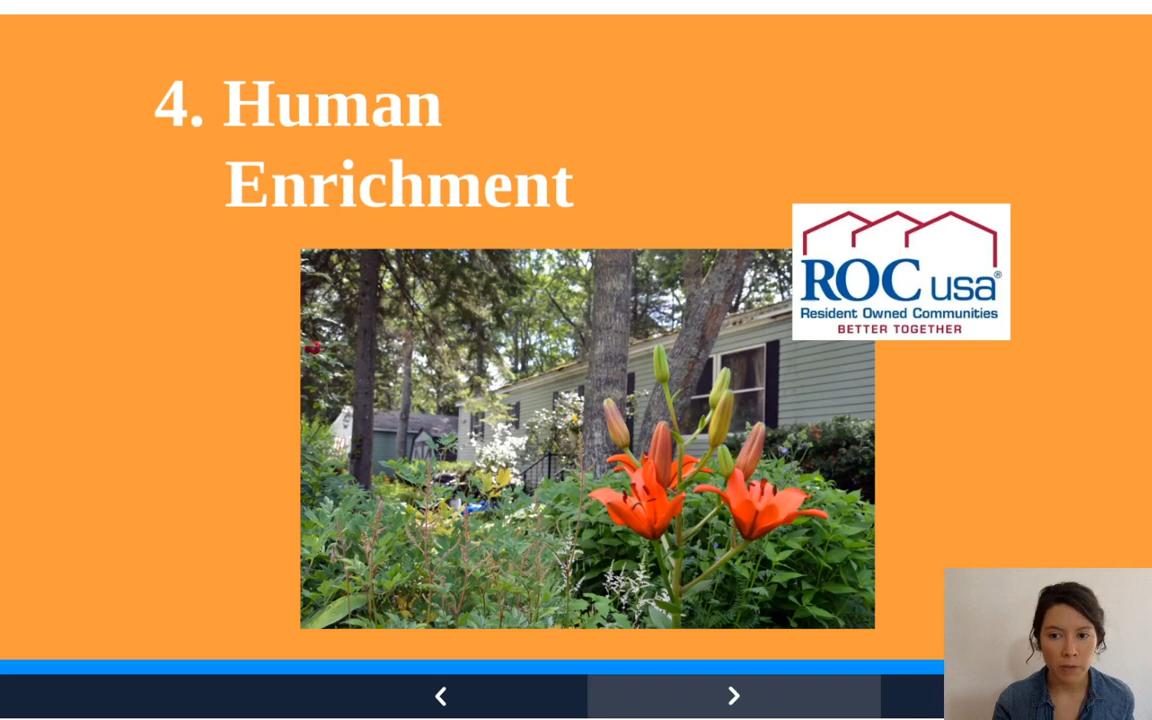 4. Human
Enrichment
ROC usa®
Resident Owned Communities
BETTER TOGETHER